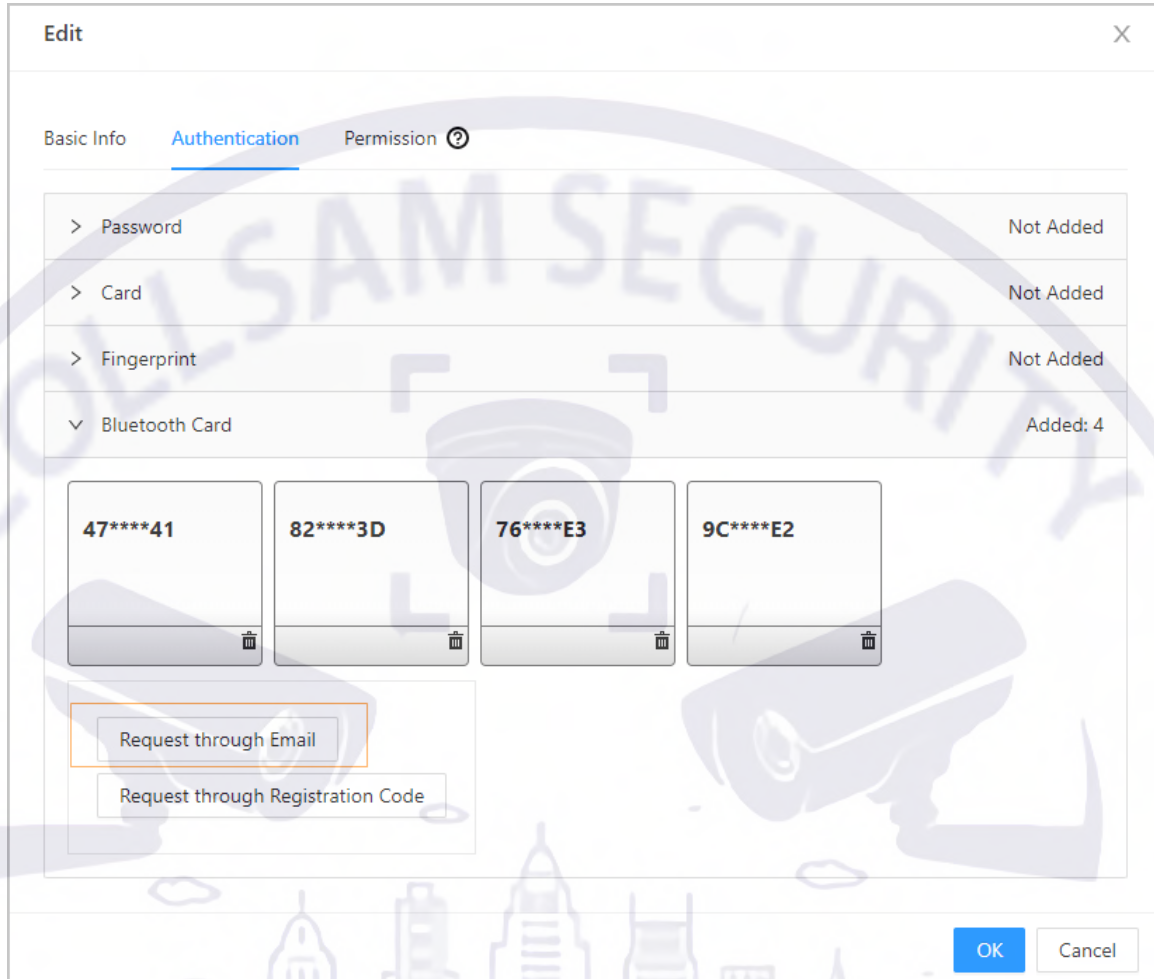 Edit
Basic Info Authentication Permission ?
Password Not Added
Card Not Added
Fingerprint Not Added
Bluetooth Card Added: 4
47****41 82****3D 76****E3 9C****E2
Request through Email
Request through Registration Code
OK Cancel
OLLSAM SECURITY